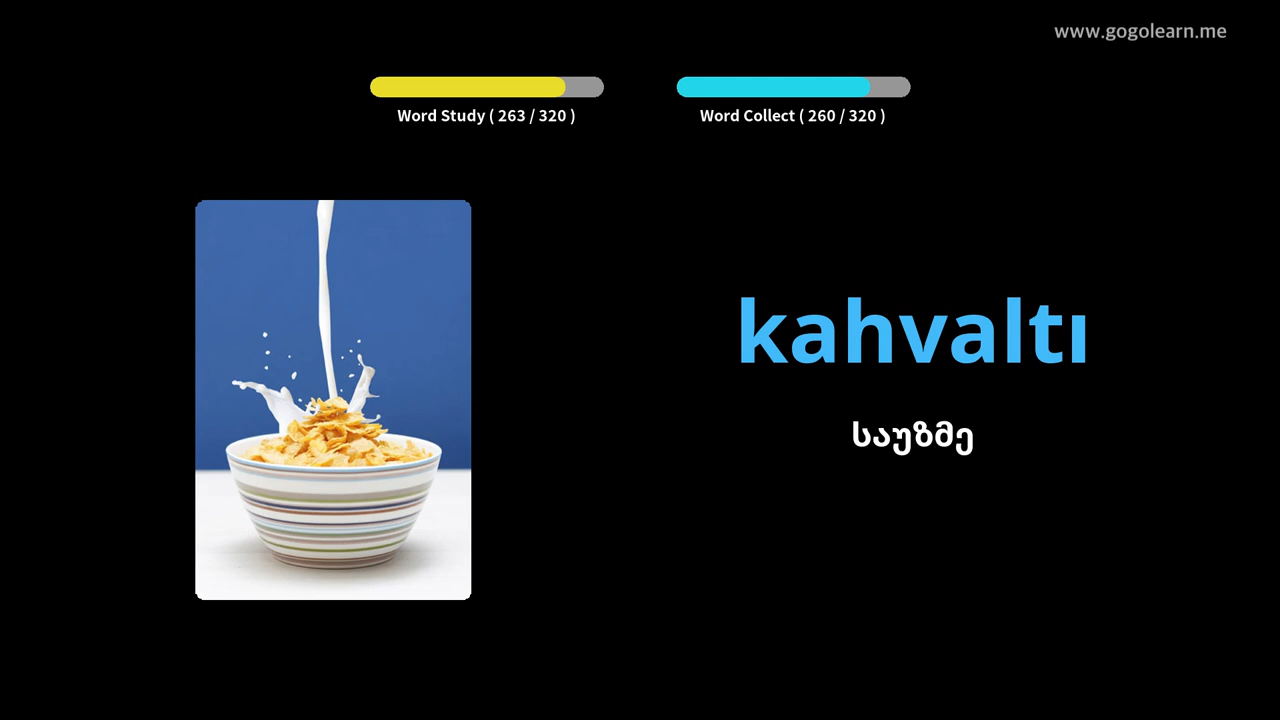 www.gogolearn.me
Word Study ( 263 / 320 )
Word Collect ( 260 / 320 )
kahvaltı
საუზმე